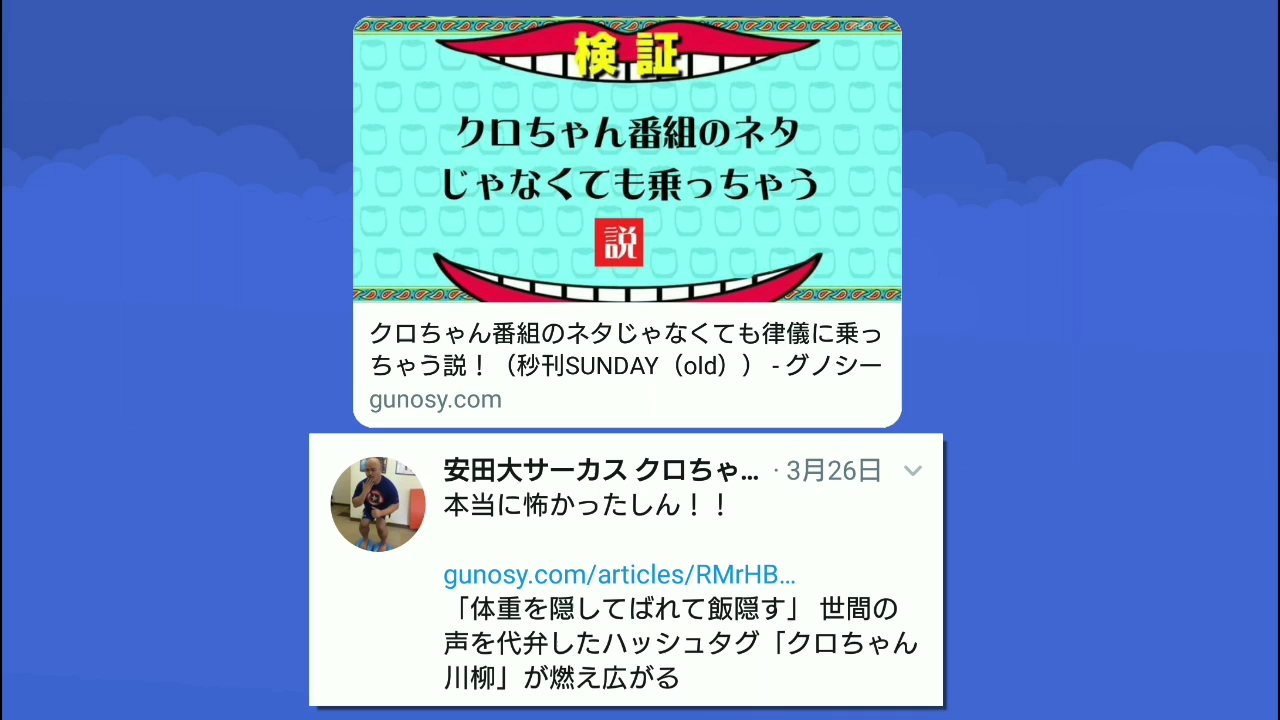 検証
クロちゃん番組のネタ
じゃなくても乗っちゃう
説
クロちゃん番組のネタじゃなくても律儀に乗っ
ちゃう説！（秒刊SUNDAY（old）） - グノシー
gunosy.com
安田大サーカス クロちゃ... · 3月26日
本当に怖かったしん！！
gunosy.com/articles/RMrHB...
「体重を隠してばれて飯隠す」 世間の
声を代弁したハッシュタグ「クロちゃん
川柳」が燃え広がる